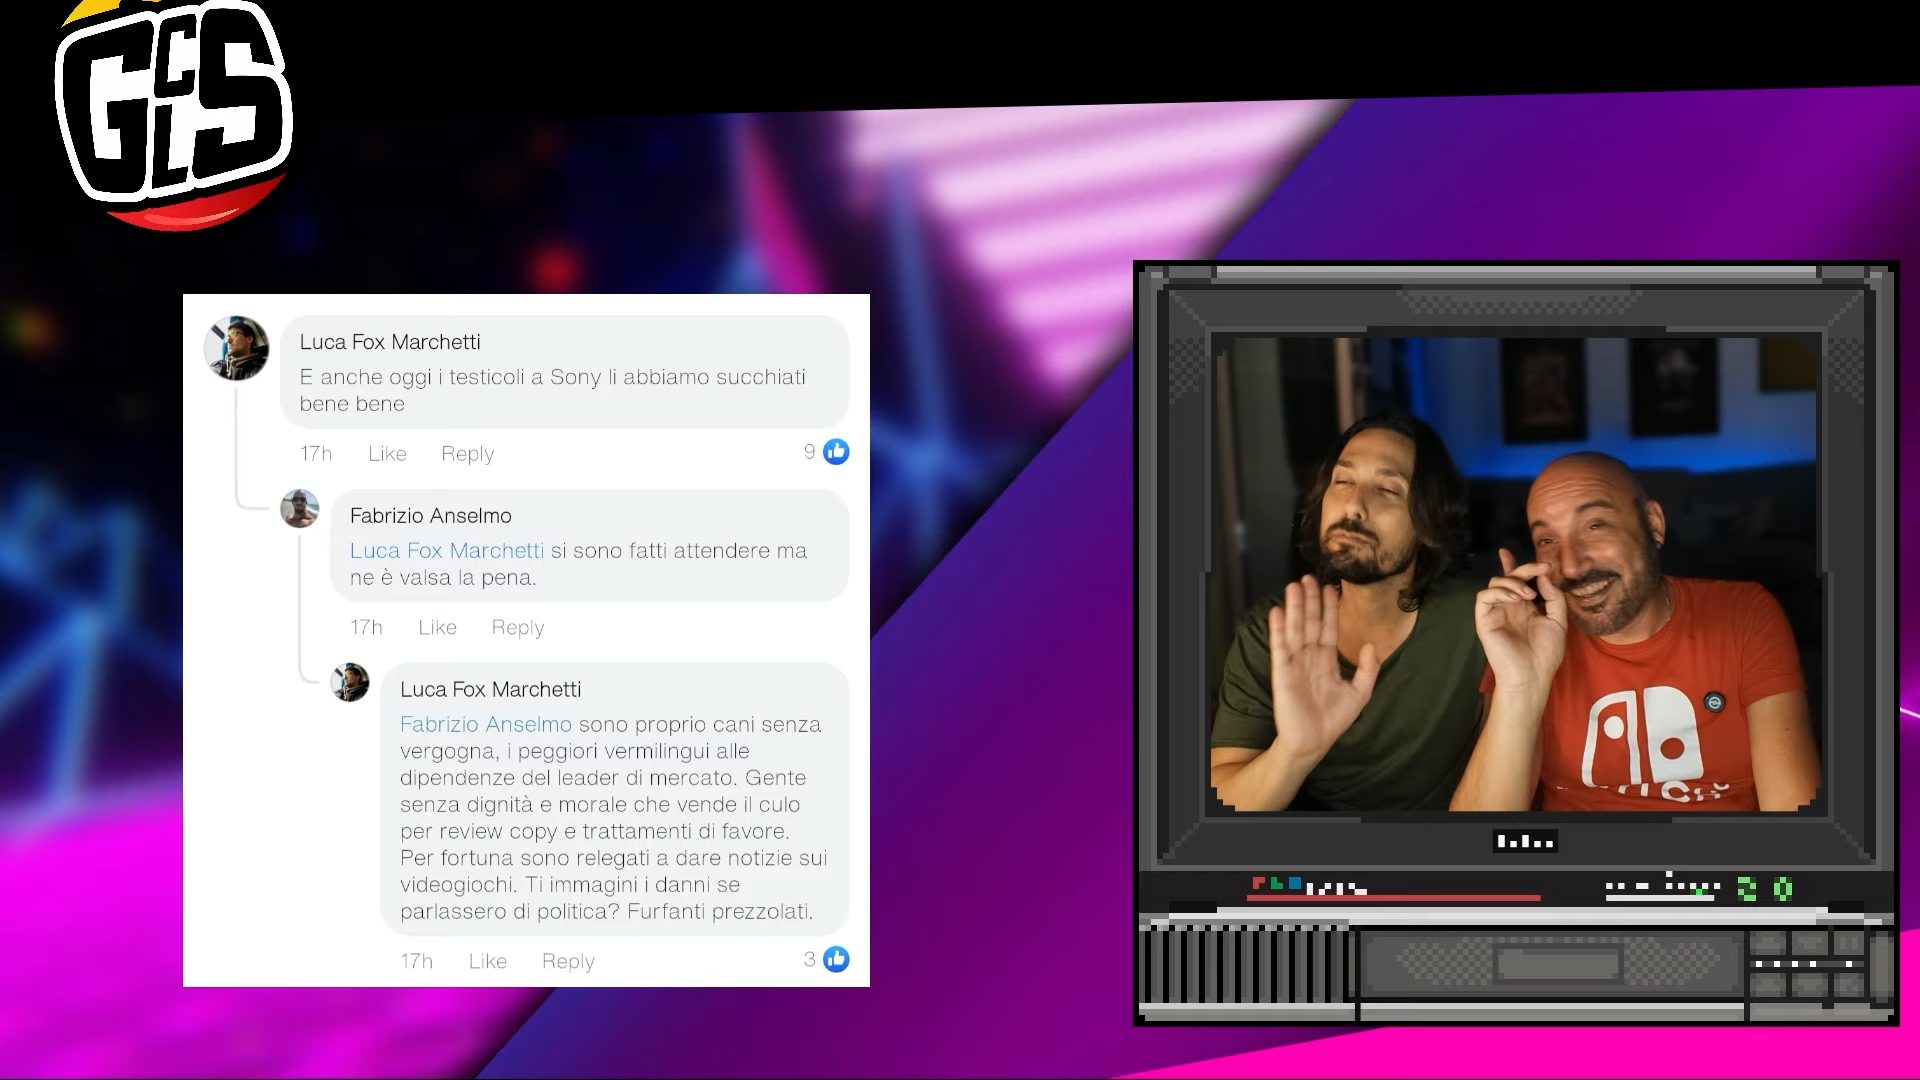 GCLS
Luca Fox Marchetti
E anche oggi i testicoli a Sony li abbiamo succhiati
bene bene
17h Like Reply 9
Fabrizio Anselmo
Luca Fox Marchetti si sono fatti attendere ma
ne è valsa la pena.
17h Like Reply
Luca Fox Marchetti
Fabrizio Anselmo sono proprio cani senza
vergogna, i peggiori vermilingui alle
dipendenze del leader di mercato. Gente
senza dignità e morale che vende il culo
per review copy e trattamenti di favore.
Per fortuna sono relegati a dare notizie sui
videogiochi. Ti immagini i danni se
parlassero di politica? Furfanti prezzolati.
17h Like Reply 3
20